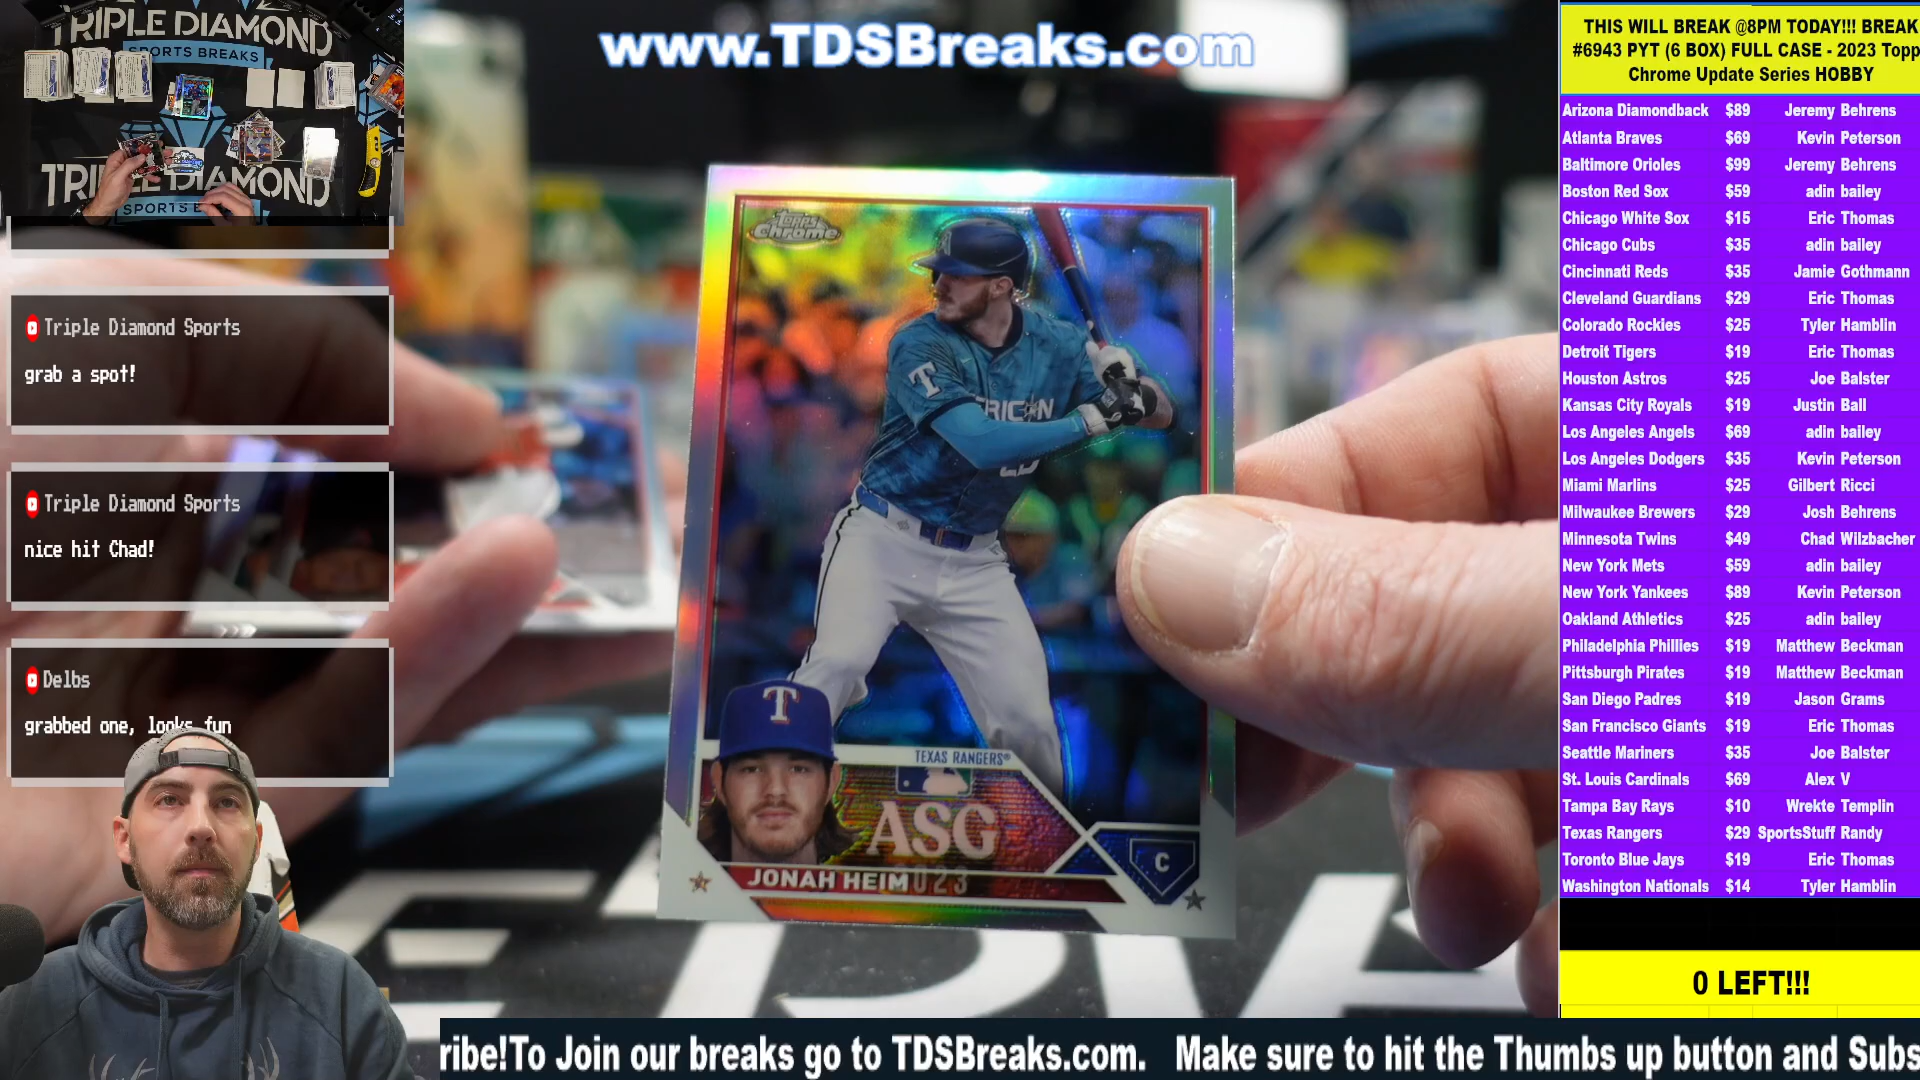 TRIPLE DIAMOND
SPORTS BREAKS
TRIPLE DIAMOND
SPORTS BREAKS
www.TDSBreaks.com
Triple Diamond Sports
grab a spot!
Triple Diamond Sports
nice hit Chad!
Delbs
grabbed one, looks fun
Topps
Chrome
T
T
TEXAS RANGERS®
ASG
2023
JONAH HEIM
C
THIS WILL BREAK @8PM TODAY!!! BREAK
#6943 PYT (6 BOX) FULL CASE - 2023 Topp
Chrome Update Series HOBBY
Arizona Diamondback $89 Jeremy Behrens
Atlanta Braves $69 Kevin Peterson
Baltimore Orioles $99 Jeremy Behrens
Boston Red Sox $59 adin bailey
Chicago White Sox $15 Eric Thomas
Chicago Cubs $35 adin bailey
Cincinnati Reds $35 Jamie Gothmann
Cleveland Guardians $29 Eric Thomas
Colorado Rockies $25 Tyler Hamblin
Detroit Tigers $19 Eric Thomas
Houston Astros $25 Joe Balster
Kansas City Royals $19 Justin Ball
Los Angeles Angels $69 adin bailey
Los Angeles Dodgers $35 Kevin Peterson
Miami Marlins $25 Gilbert Ricci
Milwaukee Brewers $29 Josh Behrens
Minnesota Twins $49 Chad Wilzbacher
New York Mets $59 adin bailey
New York Yankees $89 Kevin Peterson
Oakland Athletics $25 adin bailey
Philadelphia Phillies $19 Matthew Beckman
Pittsburgh Pirates $19 Matthew Beckman
San Diego Padres $19 Jason Grams
San Francisco Giants $19 Eric Thomas
Seattle Mariners $35 Joe Balster
St. Louis Cardinals $69 Alex V
Tampa Bay Rays $10 Wrekte Templin
Texas Rangers $29 SportsStuff Randy
Toronto Blue Jays $19 Eric Thomas
Washington Nationals $14 Tyler Hamblin
0 LEFT!!!
ribe!To Join our breaks go to TDSBreaks.com. Make sure to hit the Thumbs up button and Subs